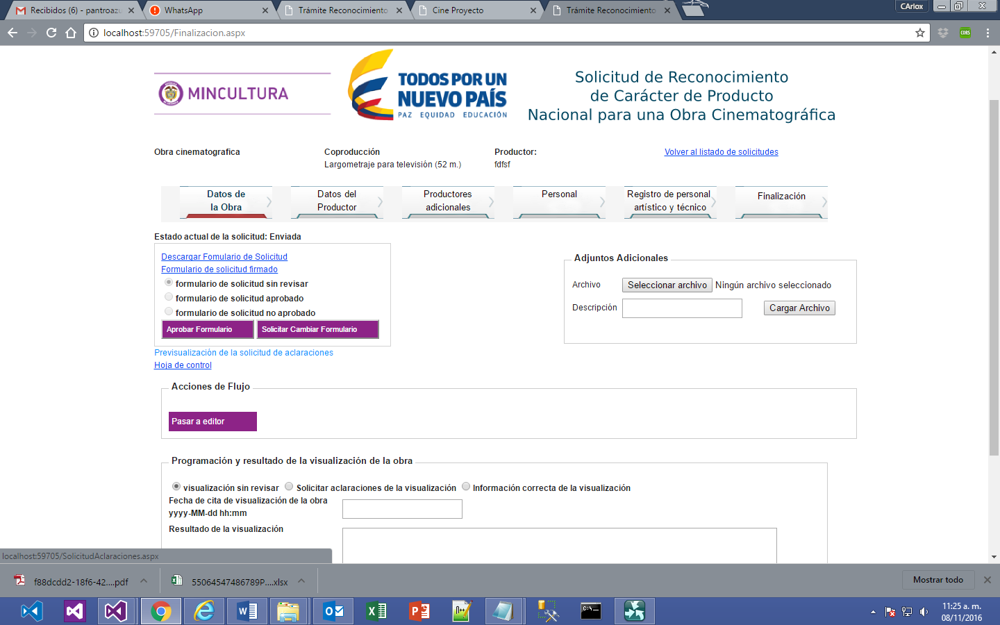 Recibidos (6) - pantroazu
WhatsApp
Trámite Reconocimiento
Cine Proyecto
Trámite Reconocimiento
CArlox
localhost:59705/Finalizacion.aspx
CORS
MINCULTURA
TODOS POR UN
NUEVO PAÍS
PAZ EQUIDAD EDUCACIÓN
Solicitud de Reconocimiento
de Carácter de Producto
Nacional para una Obra Cinematográfica
Obra cinematografica
Coproducción
Largometraje para televisión (52 m.)
Productor:
fdfsf
Volver al listado de solicitudes
Datos de
la Obra
Datos del
Productor
Productores
adicionales
Personal
Registro de personal
artístico y técnico
Finalización
Estado actual de la solicitud: Enviada
Descargar Fomulario de Solicitud
Formulario de solicitud firmado
formulario de solicitud sin revisar
formulario de solicitud aprobado
formulario de solicitud no aprobado
Aprobar Formulario
Solicitar Cambiar Formulario
Adjuntos Adicionales
Archivo
Seleccionar archivo
Ningún archivo seleccionado
Descripción
Cargar Archivo
Previsualización de la solicitud de aclaraciones
Hoja de control
Acciones de Flujo
Pasar a editor
Programación y resultado de la visualización de la obra
visualización sin revisar
Solicitar aclaraciones de la visualización
Información correcta de la visualización
Fecha de cita de visualización de la obra
yyyy-MM-dd hh:mm
Resultado de la visualización
localhost:59705/SolicitudAclaraciones.aspx
f88dcdd2-18f6-42....pdf
55064547486789P....xlsx
Mostrar todo
11:25 a. m.
08/11/2016